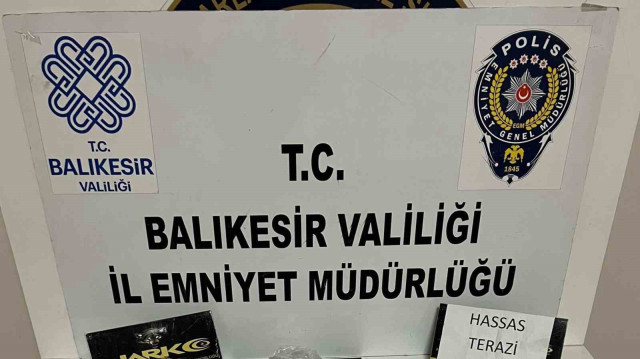 T.C.
BALIKESİR
VALİLİĞİ
POLİS
EMNİYET GENEL MÜDÜRLÜĞÜ
EGM
1845
T.C.
BALIKESİR VALİLİĞİ
İL EMNİYET MÜDÜRLÜĞÜ
HASSAS
TERAZİ